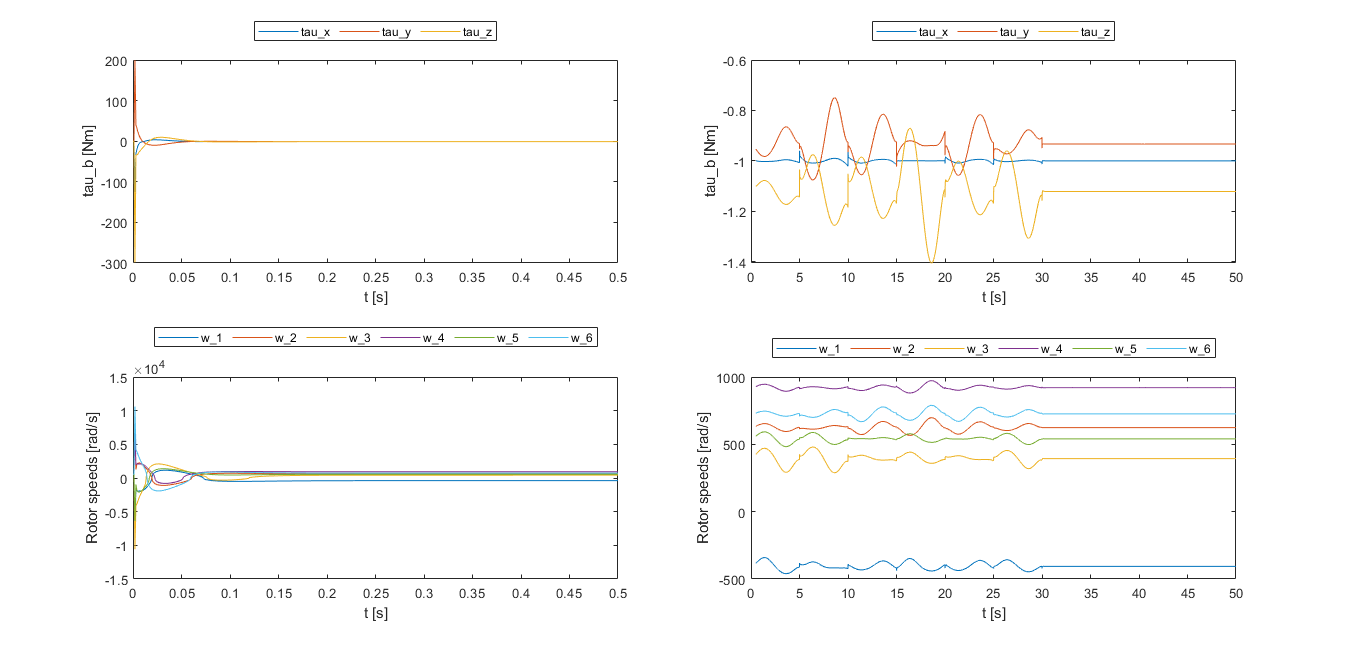 tau_x tau_y tau_z
200
100
0
-100
-200
-300
tau_b [Nm]
0 0.05 0.1 0.15 0.2 0.25 0.3 0.35 0.4 0.45 0.5
t [s]
tau_x tau_y tau_z
-0.6
-0.8
-1
-1.2
-1.4
tau_b [Nm]
0 5 10 15 20 25 30 35 40 45 50
t [s]
w_1 w_2 w_3 w_4 w_5 w_6
×10^4
1.5
1
0.5
0
-0.5
-1
-1.5
Rotor speeds [rad/s]
0 0.05 0.1 0.15 0.2 0.25 0.3 0.35 0.4 0.45 0.5
t [s]
w_1 w_2 w_3 w_4 w_5 w_6
1000
500
0
-500
Rotor speeds [rad/s]
0 5 10 15 20 25 30 35 40 45 50
t [s]